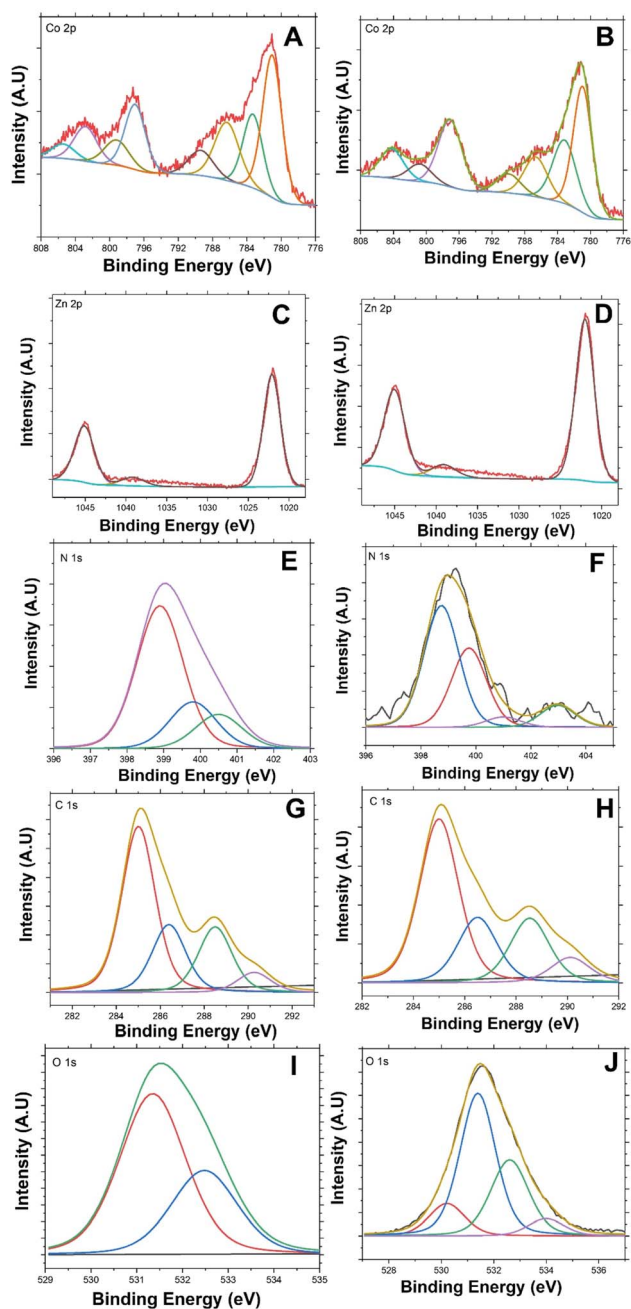 Co 2p
A
Intensity (A.U)
808 804 800 796 792 788 784 780 776
Binding Energy (eV)
Co 2p
B
Intensity (A.U)
808 804 800 796 792 788 784 780 776
Binding Energy (eV)
Zn 2p
C
Intensity (A.U)
1045 1040 1035 1030 1025 1020
Binding Energy (eV)
Zn 2p
D
Intensity (A.U)
1045 1040 1035 1030 1025 1020
Binding Energy (eV)
N 1s
E
Intensity (A.U)
396 397 398 399 400 401 402 403
Binding Energy (eV)
N 1s
F
Intensity (A.U)
396 398 400 402 404
Binding Energy (eV)
C 1s
G
Intensity (A.U)
282 284 286 288 290 292
Binding Energy (eV)
C 1s
H
Intensity (A.U)
282 284 286 288 290 292
Binding Energy (eV)
O 1s
I
Intensity (A.U)
529 530 531 532 533 534 535
Binding Energy (eV)
O 1s
J
Intensity (A.U)
530 532 534 536
Binding Energy (eV)